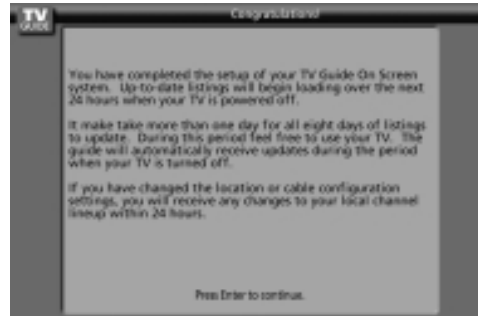 TV
GUIDE
Congratulations!
You have completed the setup of your TV Guide On Screen
system. Up-to-date listings will begin loading over the next
24 hours when your TV is powered off.
It make take more than one day for all eight days of listings
to update. During this period feel free to use your TV. The
guide will automatically receive updates during the period
when your TV is turned off.
If you have changed the location or cable configuration
settings, you will receive any changes to your local channel
lineup within 24 hours.
Press Enter to continue.